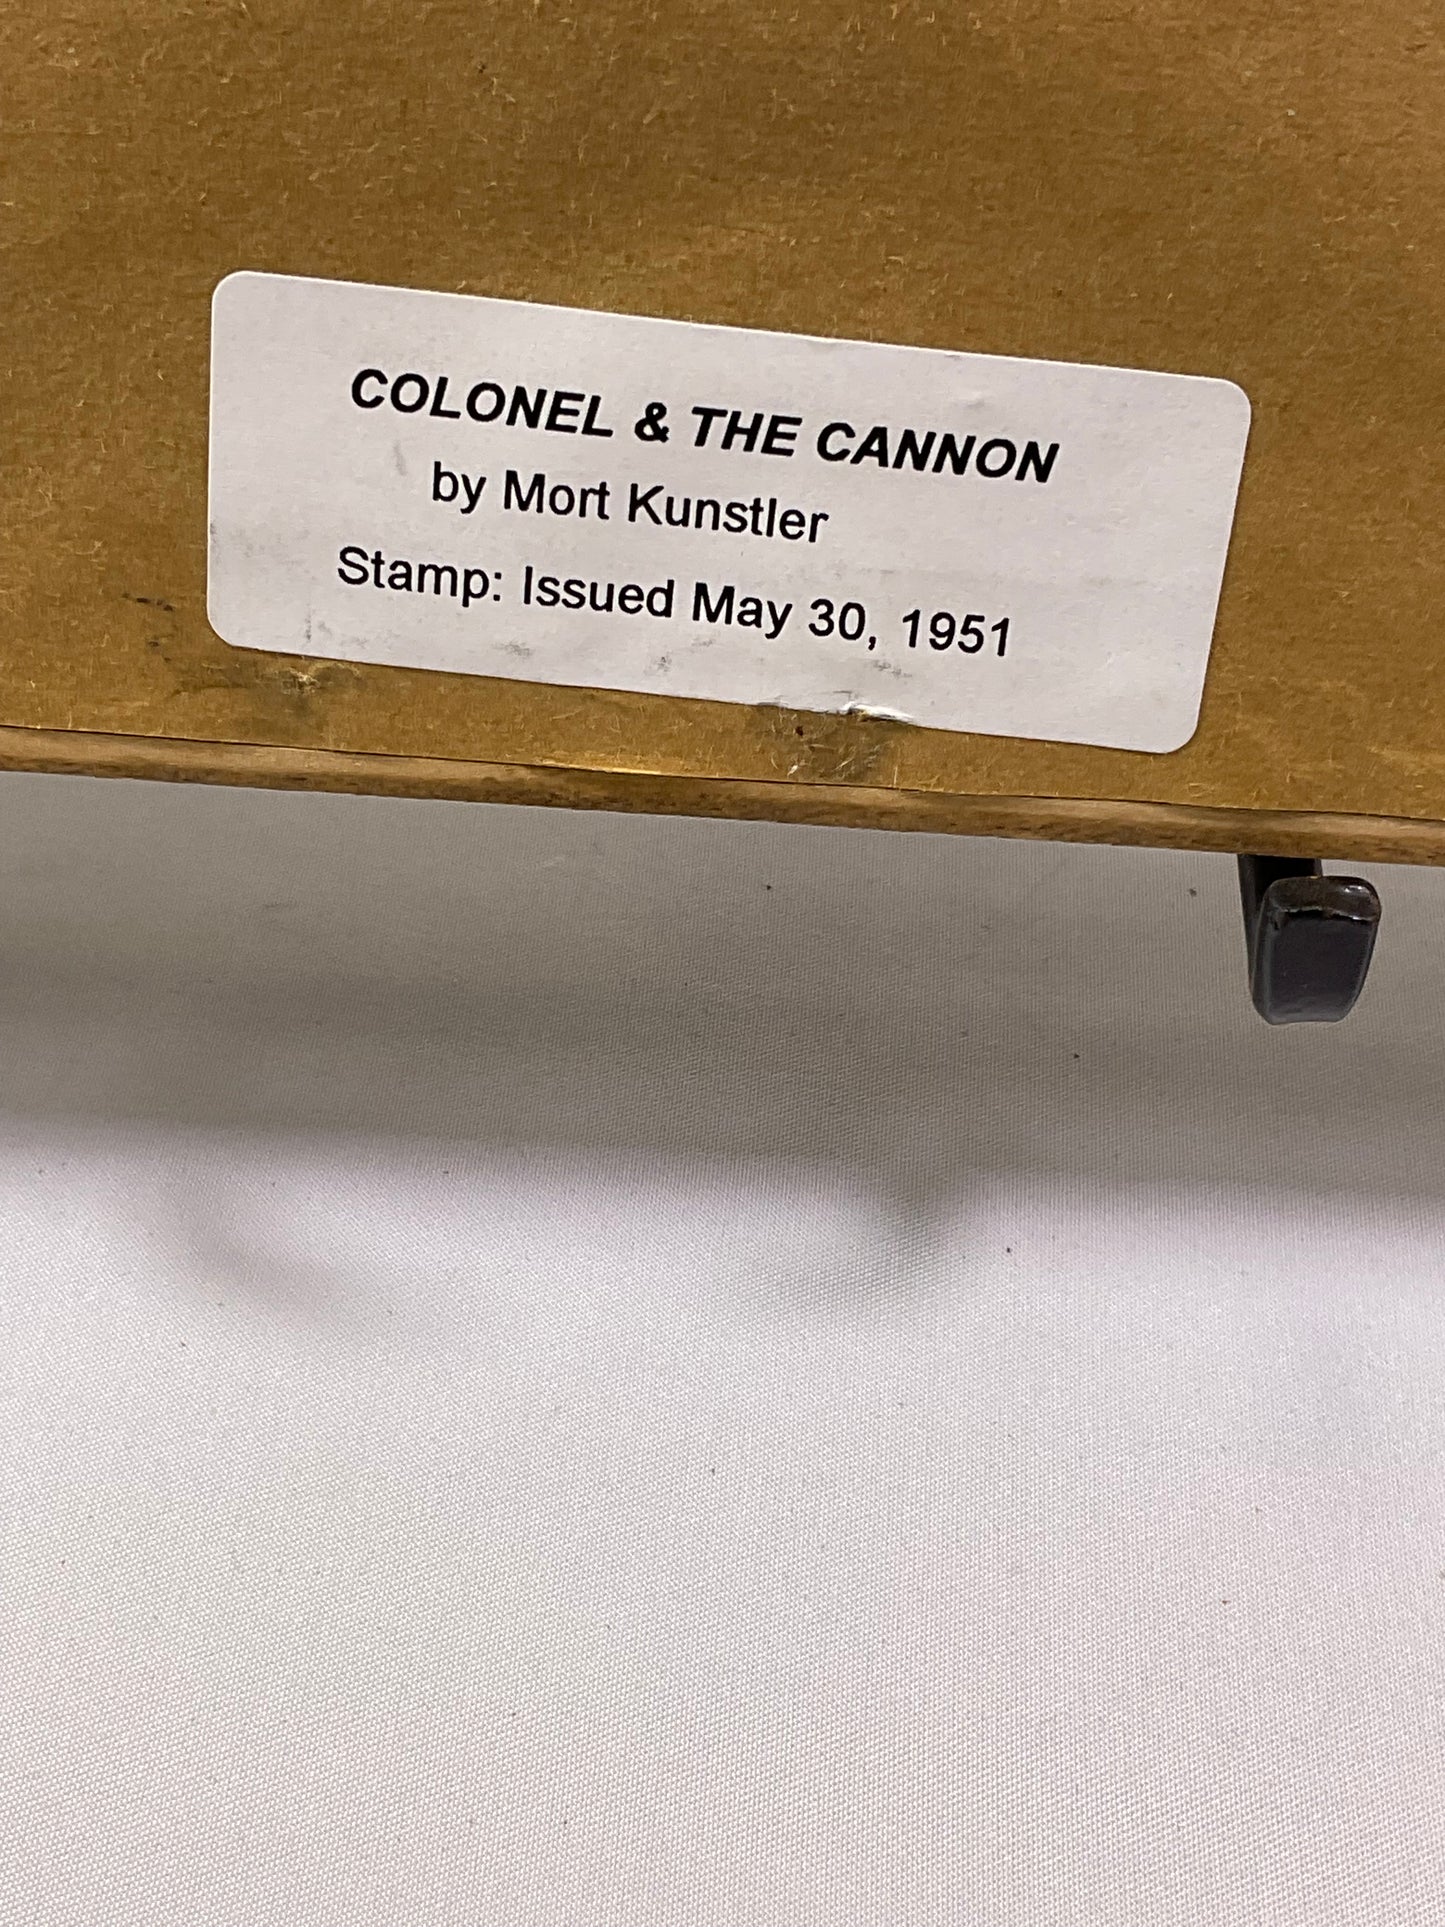 COLONEL & THE CANNON
by Mort Kunstler
Stamp: Issued May 30, 1951